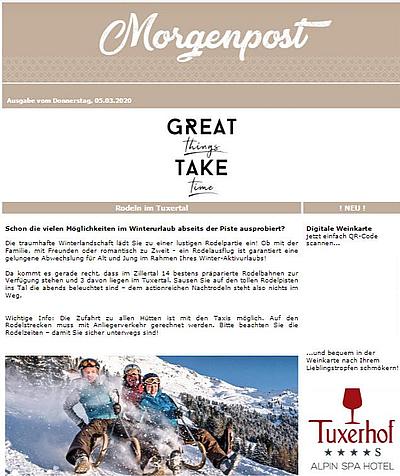 Morgenpost
Ausgabe vom Donnerstag, 05.03.2020
GREAT
things
TAKE
time
Rodeln im Tuxertal
Schon die vielen Möglichkeiten im Winterurlaub abseits der Piste ausprobiert?
Die traumhafte Winterlandschaft lädt Sie zu einer lustigen Rodelpartie ein! Ob mit der
Familie, mit Freunden oder romantisch zu Zweit - ein Rodelausflug ist garantiert eine
gelungene Abwechslung für Alt und Jung im Rahmen Ihres Winter-Aktivurlaubs!
Da kommt es gerade recht, dass im Zillertal 14 bestens präparierte Rodelbahnen zur
Verfügung stehen und 3 davon liegen im Tuxertal. Sausen Sie auf den tollen Rodelpisten
ins Tal die abends beleuchtet sind – dem actionreichen Nachtrodeln steht also nichts im
Weg.
Wichtige Info: Die Zufahrt zu allen Hütten ist mit den Taxis möglich. Auf den
Rodelstrecken muss mit Anliegerverkehr gerechnet werden. Bitte beachten Sie die
Rodelzeiten – damit Sie sicher unterwegs sind!
! NEU !
Digitale Weinkarte
jetzt einfach QR-Code
scannen...
...und bequem in der
Weinkarte nach Ihrem
Lieblingstropfen schmökern!
Tuxerhof
★★★★S
ALPIN SPA HOTEL